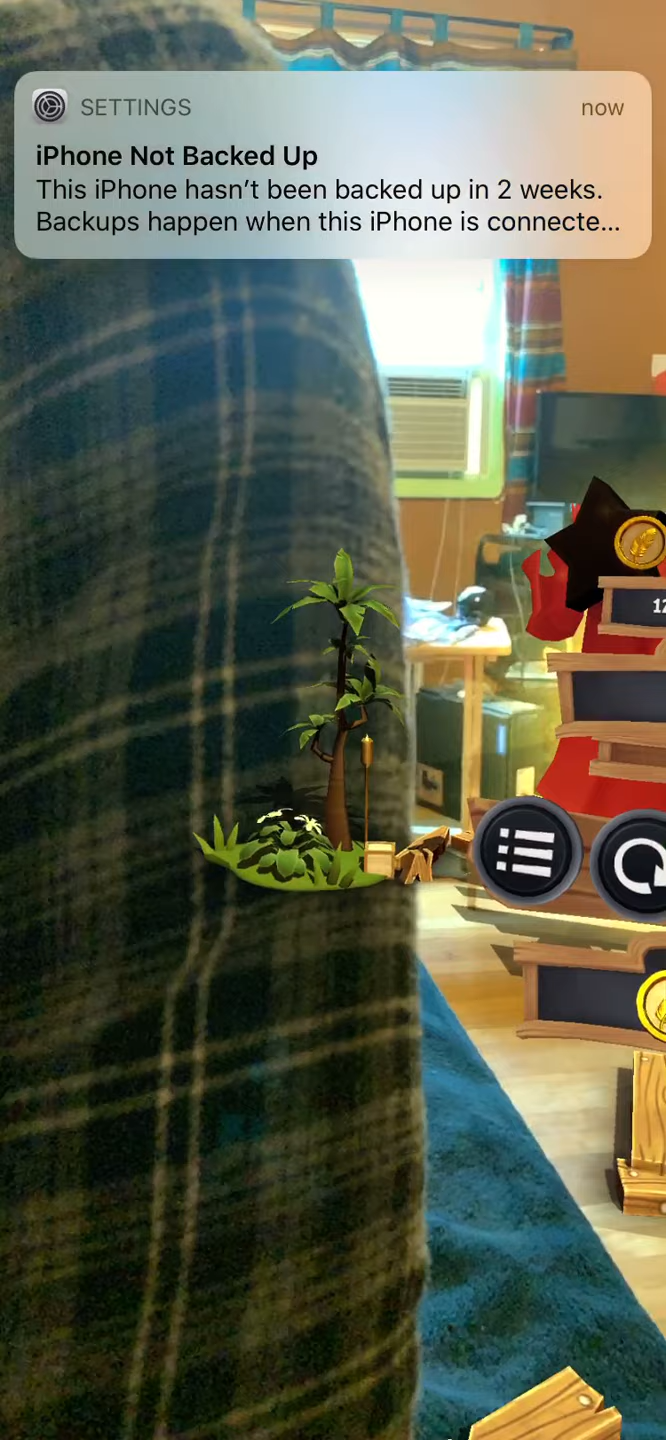 SETTINGS
now
iPhone Not Backed Up
This iPhone hasn’t been backed up in 2 weeks.
Backups happen when this iPhone is connecte...
12